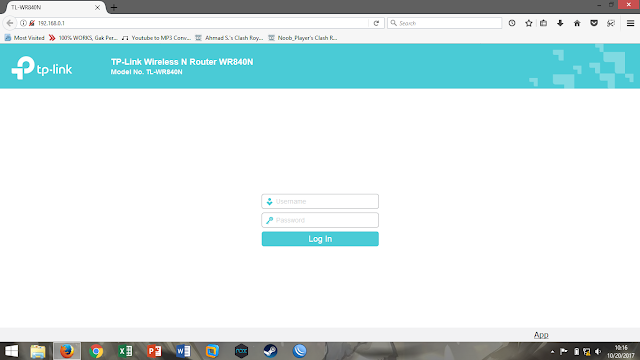 TL-WR840N
192.168.0.1
Search
Most Visited
100% WORKS, Gak Per...
Youtube to MP3 Conv...
Ahmad S.'s Clash Roy...
Noob_Player's Clash R...
tp-link
TP-Link Wireless N Router WR840N
Model No. TL-WR840N
Username
Password
Log In
App
10:16
10/20/2017